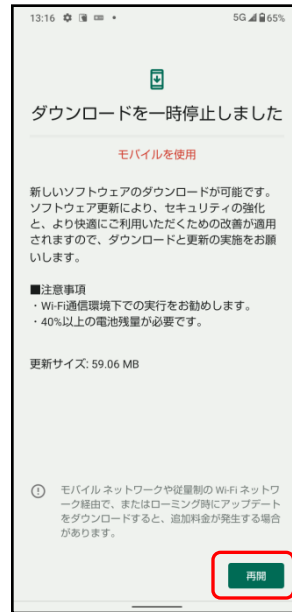 13:16 5G 65%
ダウンロードを一時停止しました
モバイルを使用
新しいソフトウェアのダウンロードが可能です。
ソフトウェア更新により、セキュリティの強化
と、より快適にご利用いただくための改善が適用
されますので、ダウンロードと更新の実施をお願
いします。
■注意事項
・Wi-Fi通信環境下での実行をお勧めします。
・40%以上の電池残量が必要です。
更新サイズ: 59.06 MB
モバイル ネットワークや従量制の Wi-Fi ネットワ
ーク経由で、またはローミング時にアップデート
をダウンロードすると、追加料金が発生する場合
があります。
再開